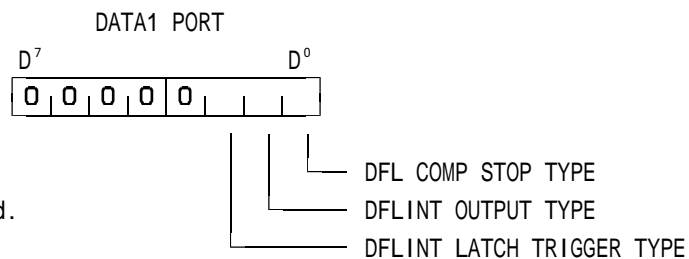 DATA1 PORT
D7 D0
0 0 0 0 0
DFL COMP STOP TYPE
d. DFLINT OUTPUT TYPE
DFLINT LATCH TRIGGER TYPE